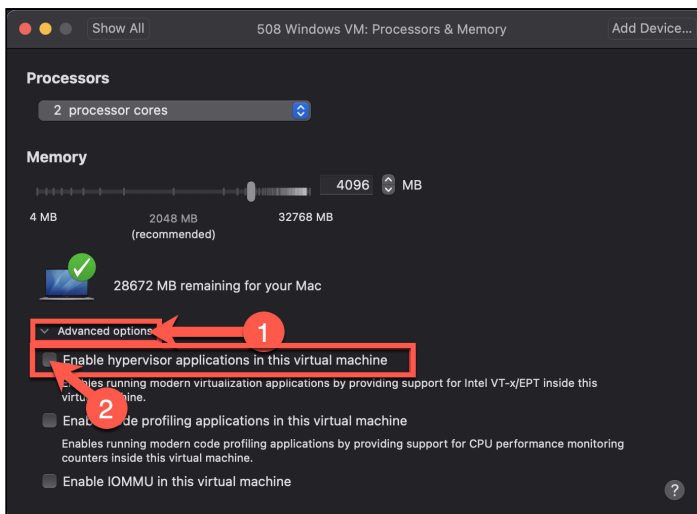 Show All
508 Windows VM: Processors & Memory
Add Device...
Processors
2 processor cores
Memory
4096 MB
4 MB
2048 MB
32768 MB
(recommended)
28672 MB remaining for your Mac
Advanced options
1
Enable hypervisor applications in this virtual machine
running modern virtualization applications by providing support for Intel VT-x/EPT inside this
2
profiling applications in this virtual machine
Enables running modern code profiling applications by providing support for CPU performance monitoring
counters inside this virtual machine.
Enable IOMMU in this virtual machine
?